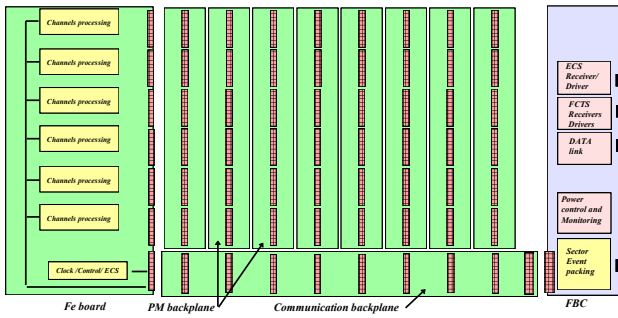 Channels processing
Channels processing
Channels processing
Channels processing
Channels processing
Channels processing
Clock /Control/ ECS
ECS
Receiver/
Driver
FCTS
Receivers
Drivers
DATA
link
Power
control and
Monitoring
Sector
Event
packing
Fe board
PM backplane
Communication backplane
FBC